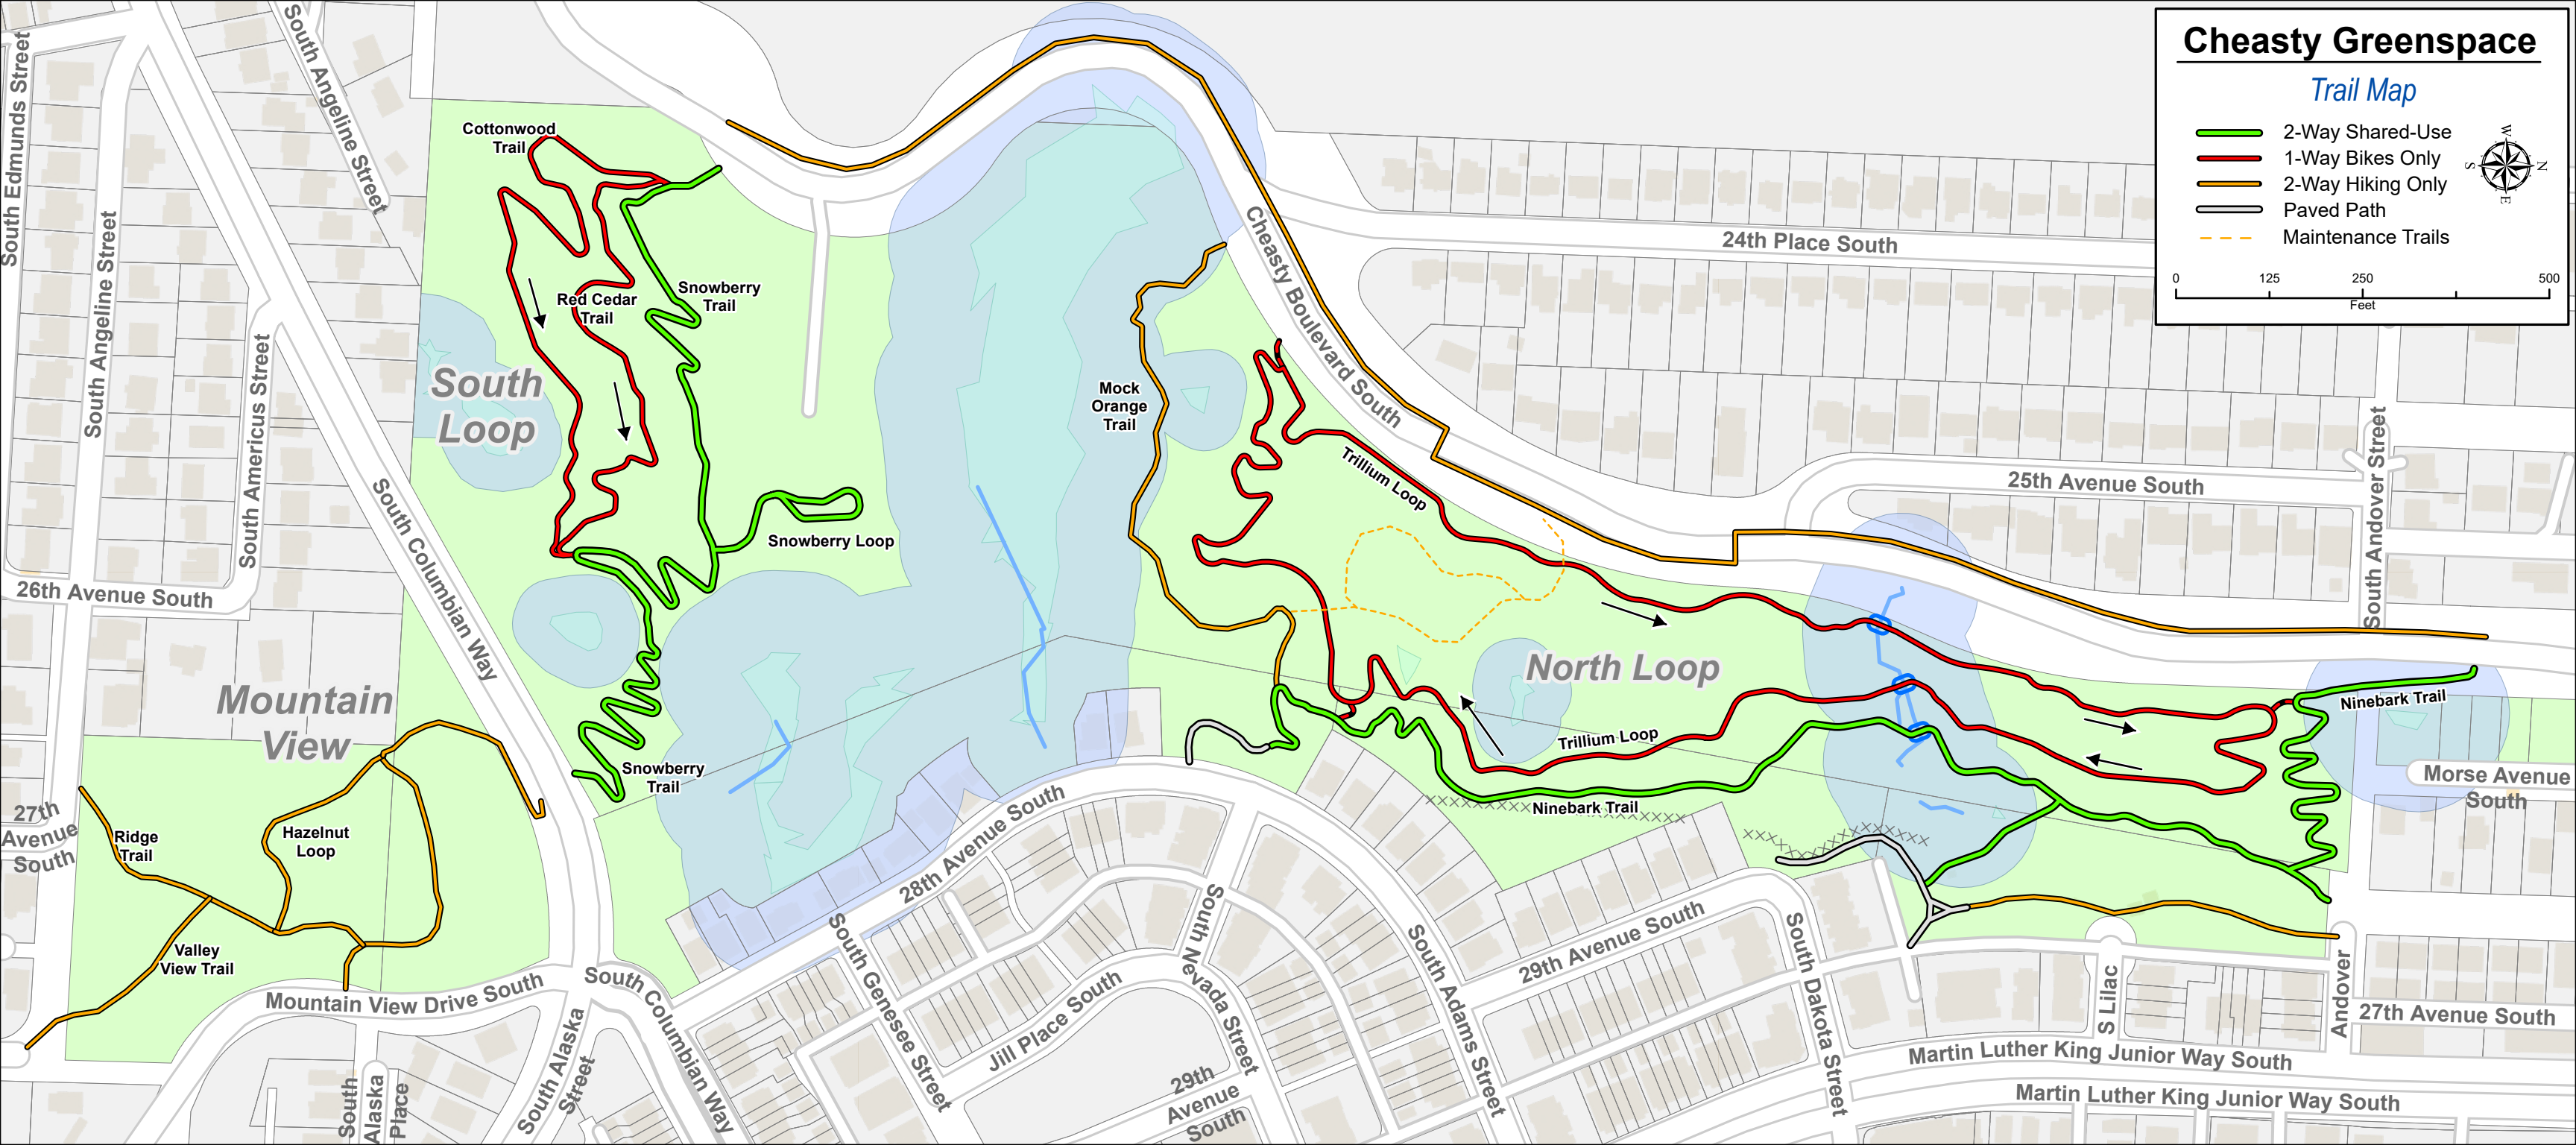 Cheasty Greenspace
Trail Map
2-Way Shared-Use
1-Way Bikes Only
2-Way Hiking Only
Paved Path
Maintenance Trails
W
N
S
E
0 125 250 500
Feet
South Edmunds Street
South Angeline Street
South Angeline Street
South Americus Street
26th Avenue South
27th
Avenue
South
South Columbian Way
Cottonwood
Trail
Red Cedar
Trail
Snowberry
Trail
South
Loop
Snowberry Loop
Snowberry
Trail
Mountain
View
Ridge
Trail
Hazelnut
Loop
Valley
View Trail
Mountain View Drive South
South
Alaska
Place
South Alaska
Street
South Columbian Way
Mock
Orange
Trail
Cheasty Boulevard South
24th Place South
25th Avenue South
South Andover Street
Trillium Loop
North Loop
Trillium Loop
Ninebark Trail
Ninebark Trail
Morse Avenue
South
28th Avenue South
South Genesee Street
Jill Place South
South Nevada Street
29th
Avenue
South
South Adams Street
29th Avenue South
South Dakota Street
S Lilac
Andover
27th Avenue South
Martin Luther King Junior Way South
Martin Luther King Junior Way South